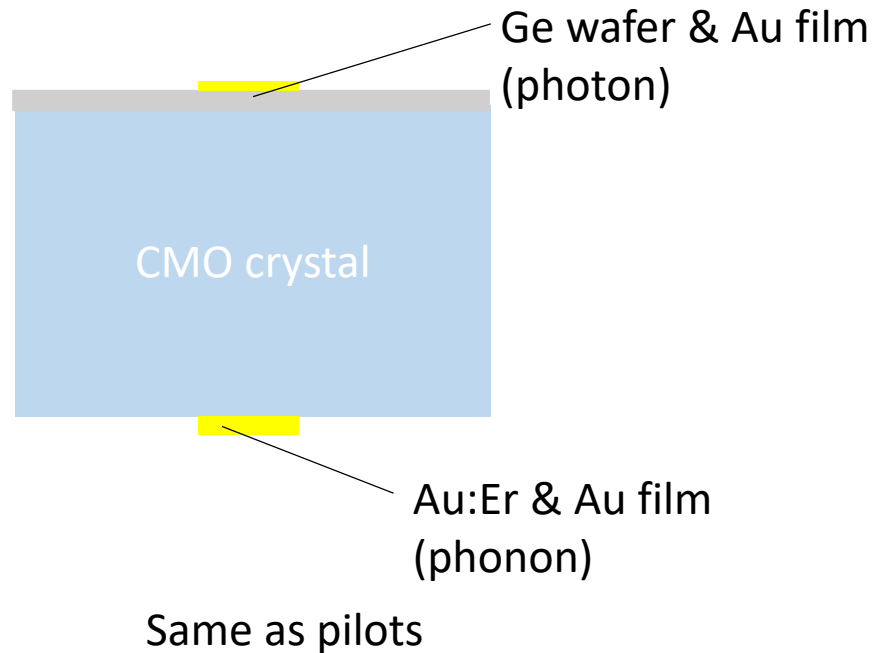 Ge wafer & Au film
(photon)
CMO crystal
Au:Er & Au film
(phonon)
Same as pilots